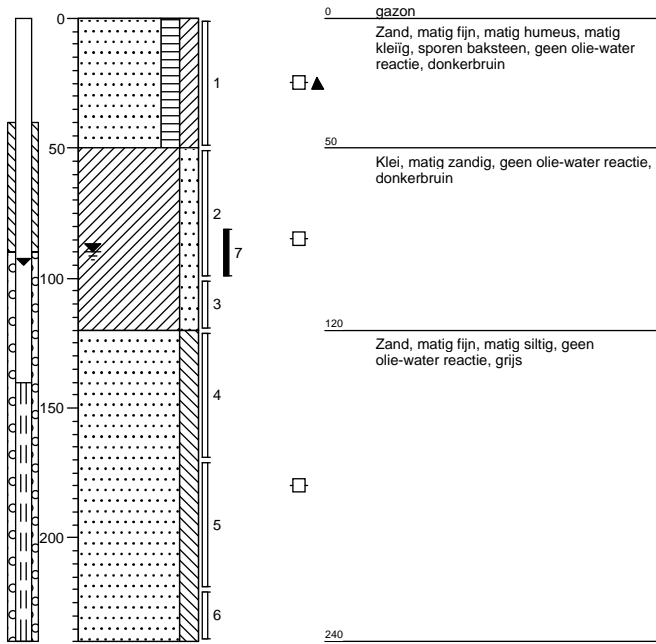 0
gazon
Zand, matig fijn, matig humeus, matig
kleiïg, sporen baksteen, geen olie-water
reactie, donkerbruin
50
Klei, matig zandig, geen olie-water reactie,
donkerbruin
120
Zand, matig fijn, matig siltig, geen
olie-water reactie, grijs
240
0
50
100
150
200
1
2
7
3
4
5
6